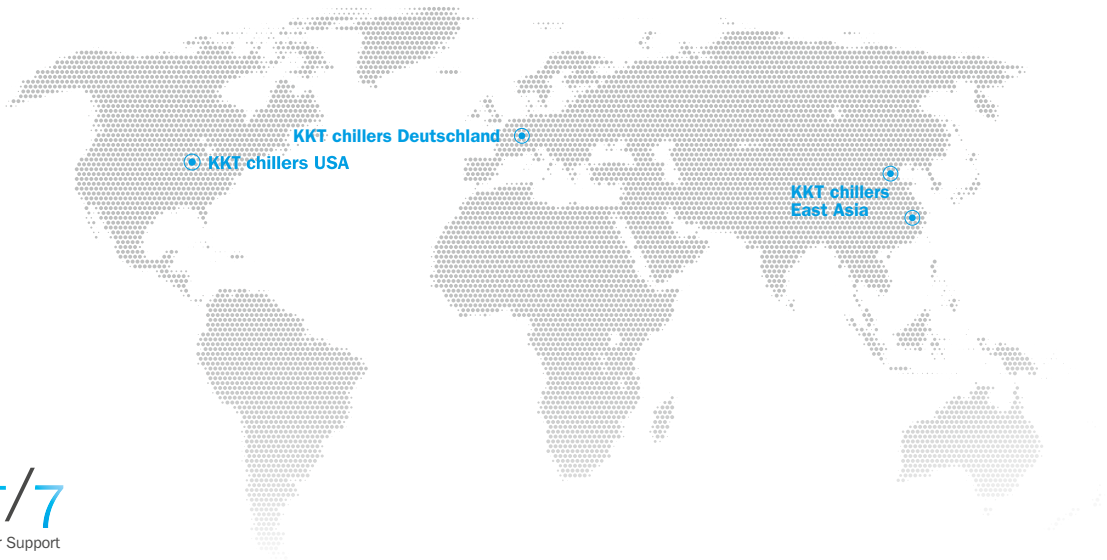 KKT chillers Deutschland
KKT chillers USA
KKT chillers
East Asia
/7
Support